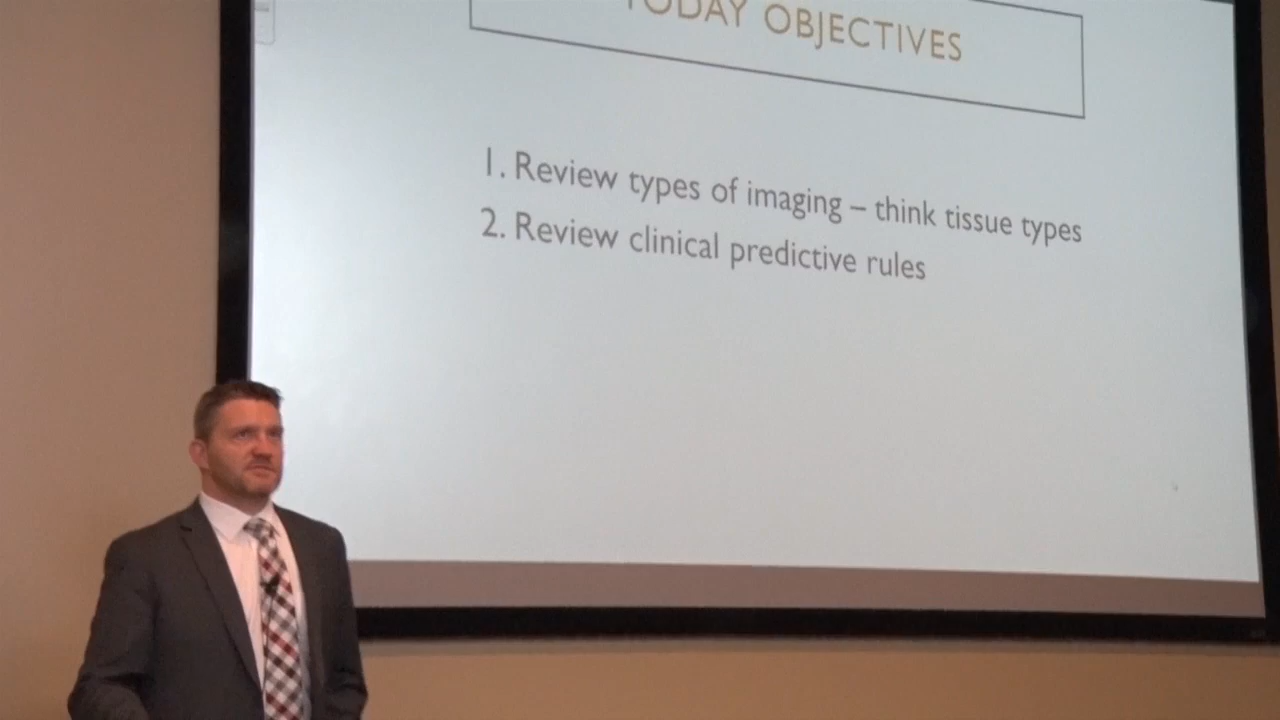 TODAY OBJECTIVES
1. Review types of imaging – think tissue types
2. Review clinical predictive rules